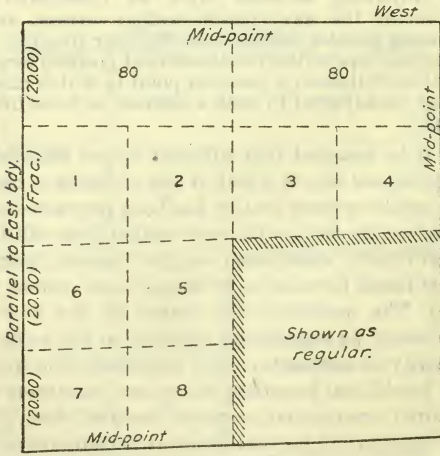 West
Mid-point
(20.00)
80
80
Mid-point
(Frac.)
1
2
3
4
Parallel to East bdy.
(20.00)
6
5
Shown as
regular.
(20.00)
7
8
Mid-point